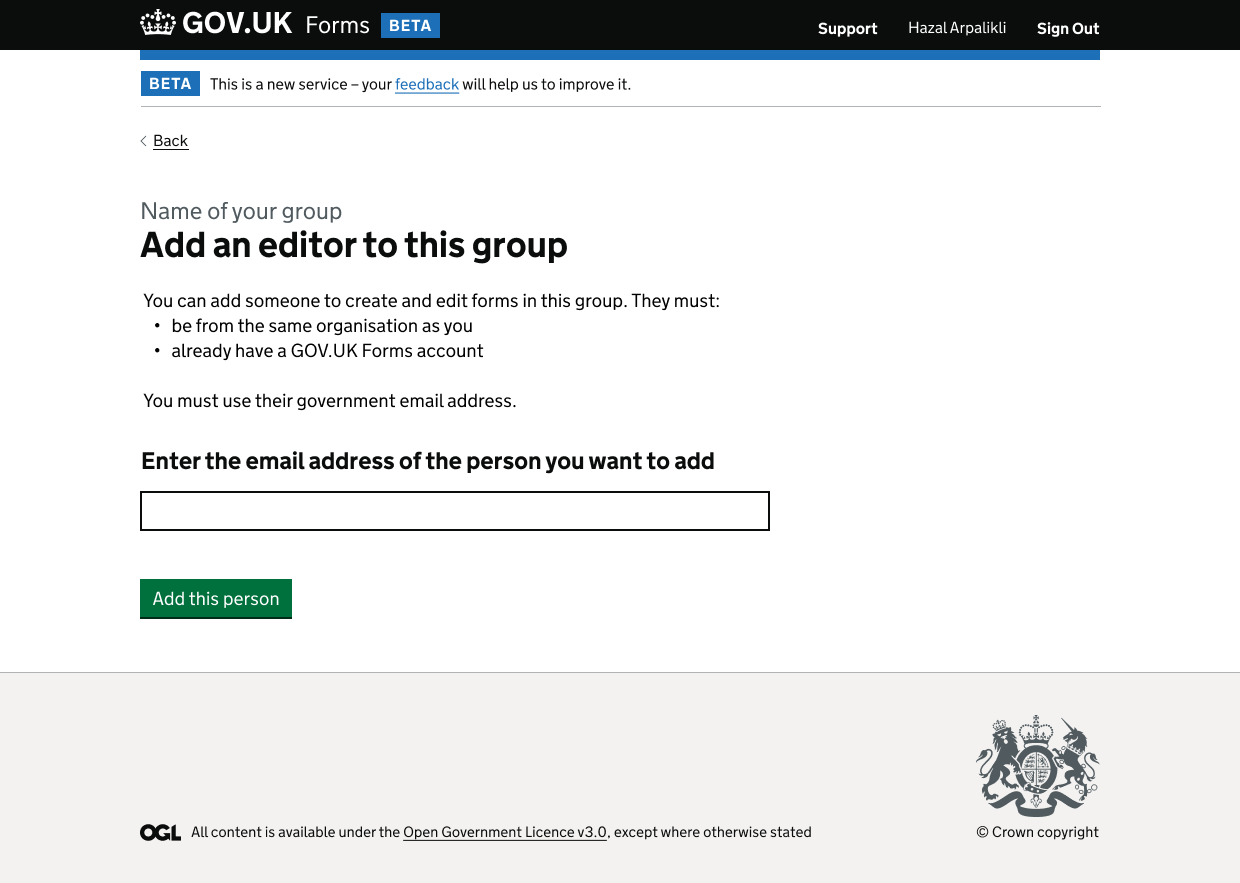 GOV.UK Forms BETA Support Hazal Arpalikli Sign Out
BETA This is a new service – your feedback will help us to improve it.
Back
Name of your group
Add an editor to this group
You can add someone to create and edit forms in this group. They must:
• be from the same organisation as you
• already have a GOV.UK Forms account
You must use their government email address.
Enter the email address of the person you want to add
Add this person
OGL All content is available under the Open Government Licence v3.0, except where otherwise stated
© Crown copyright